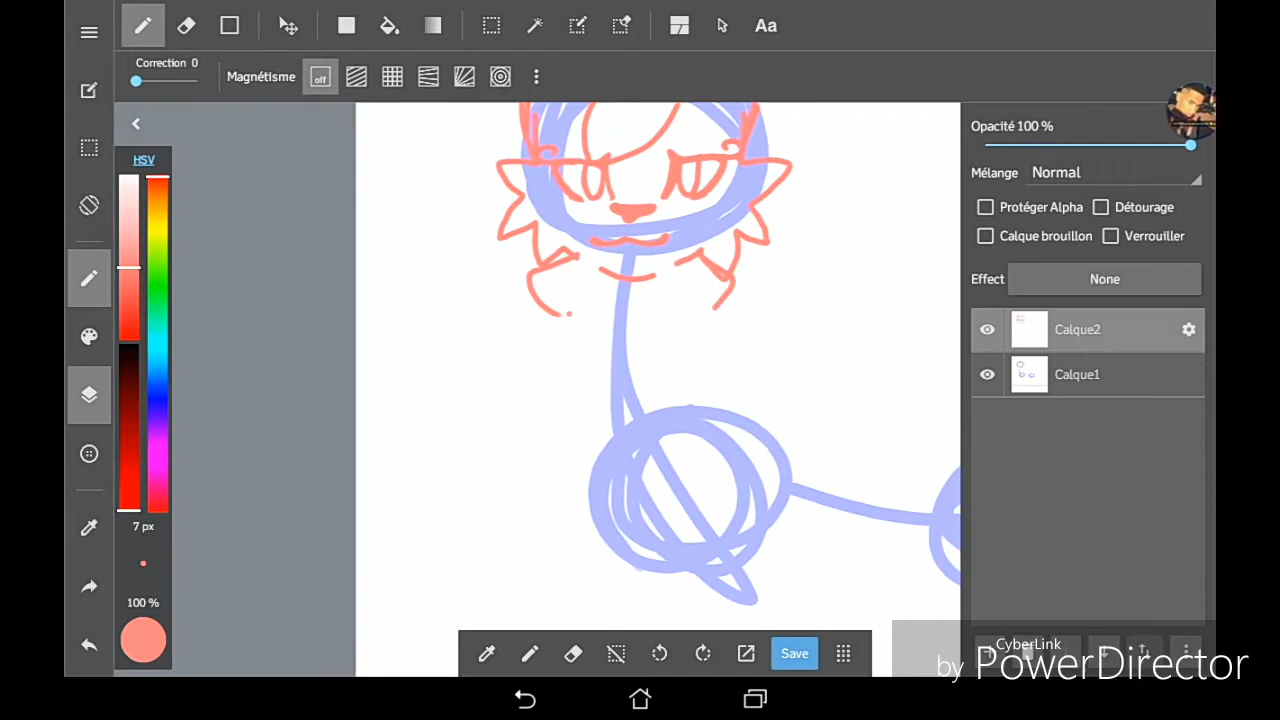 Aa
Correction 0
Magnétisme
off
HSV
Opacité 100 %
Mélange Normal
Protéger Alpha Détourage
Calque brouillon Verrouiller
Effect None
Calque2
Calque1
7 px
100 %
Save
CyberLink
by PowerDirector